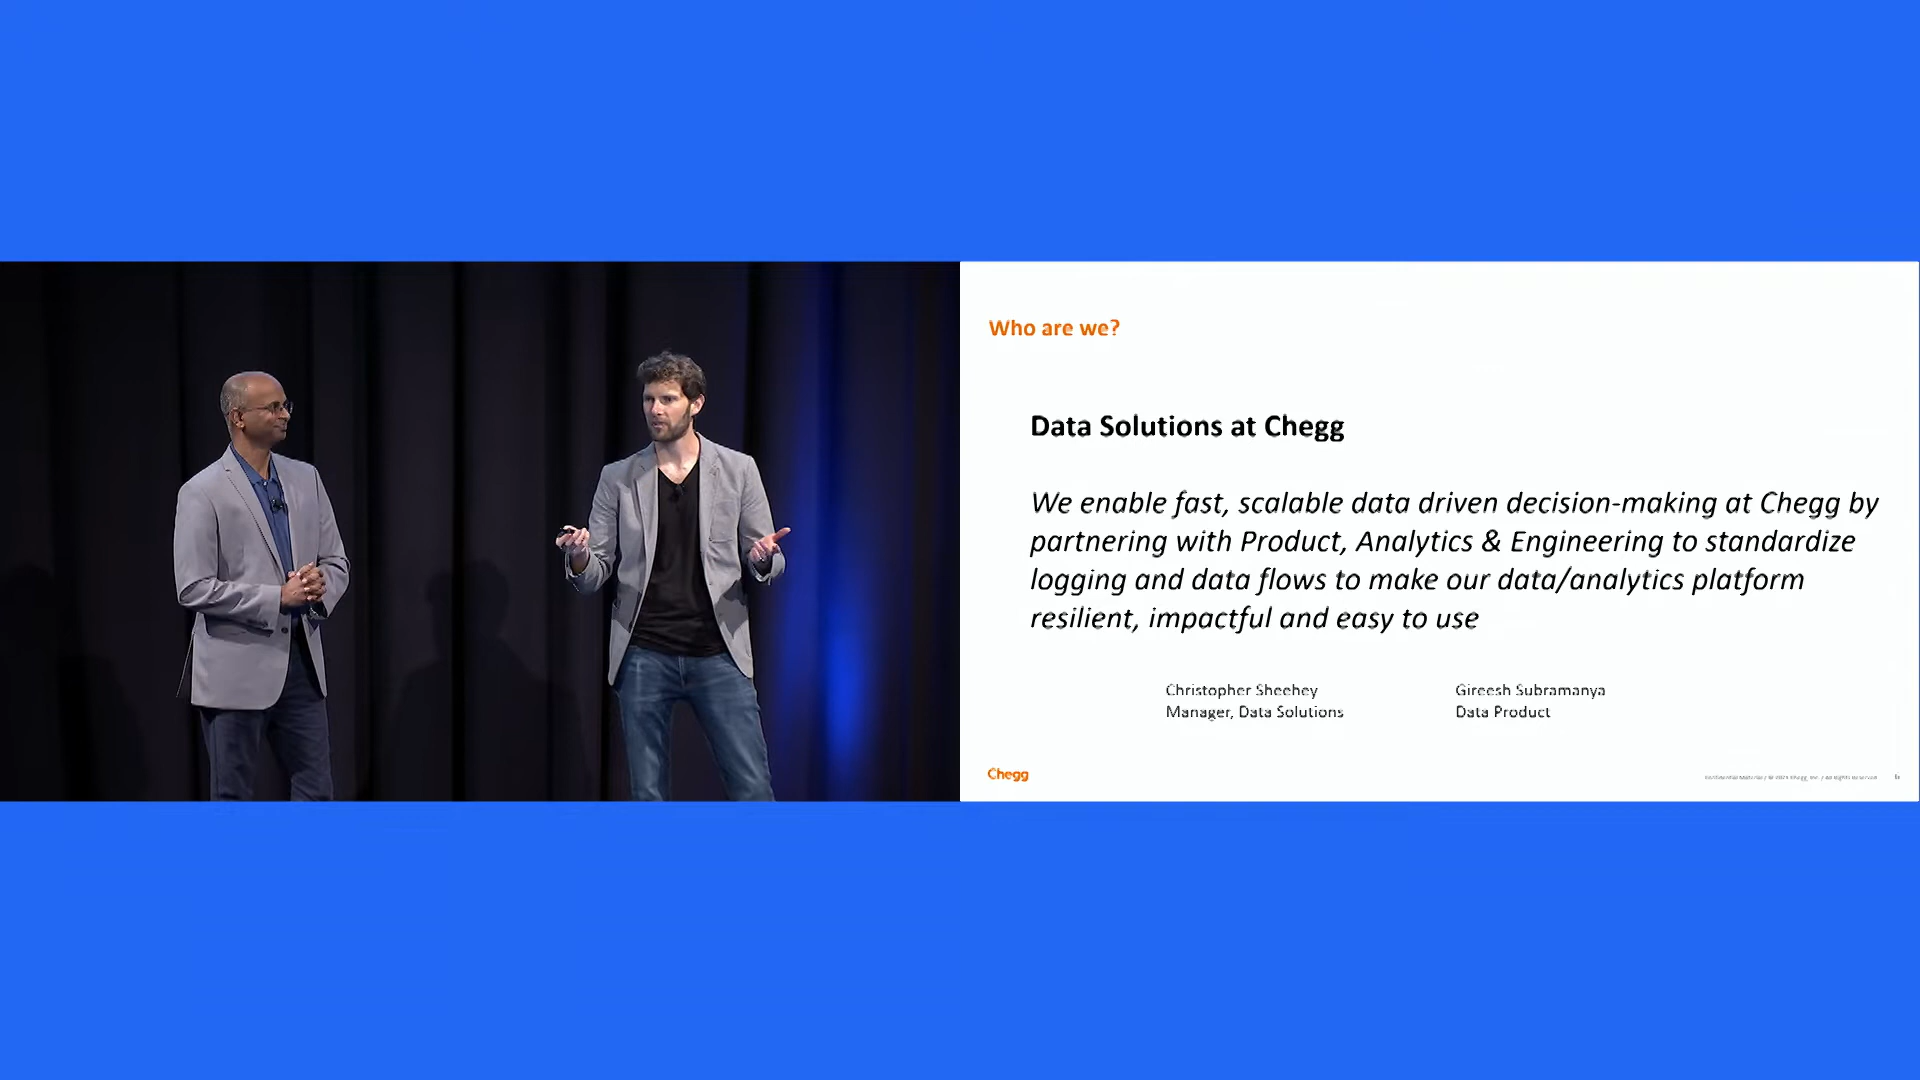 Who are we?
Data Solutions at Chegg
We enable fast, scalable data driven decision-making at Chegg by
partnering with Product, Analytics & Engineering to standardize
logging and data flows to make our data/analytics platform
resilient, impactful and easy to use
Christopher Sheehey
Manager, Data Solutions
Gireesh Subramanya
Data Product
Chegg